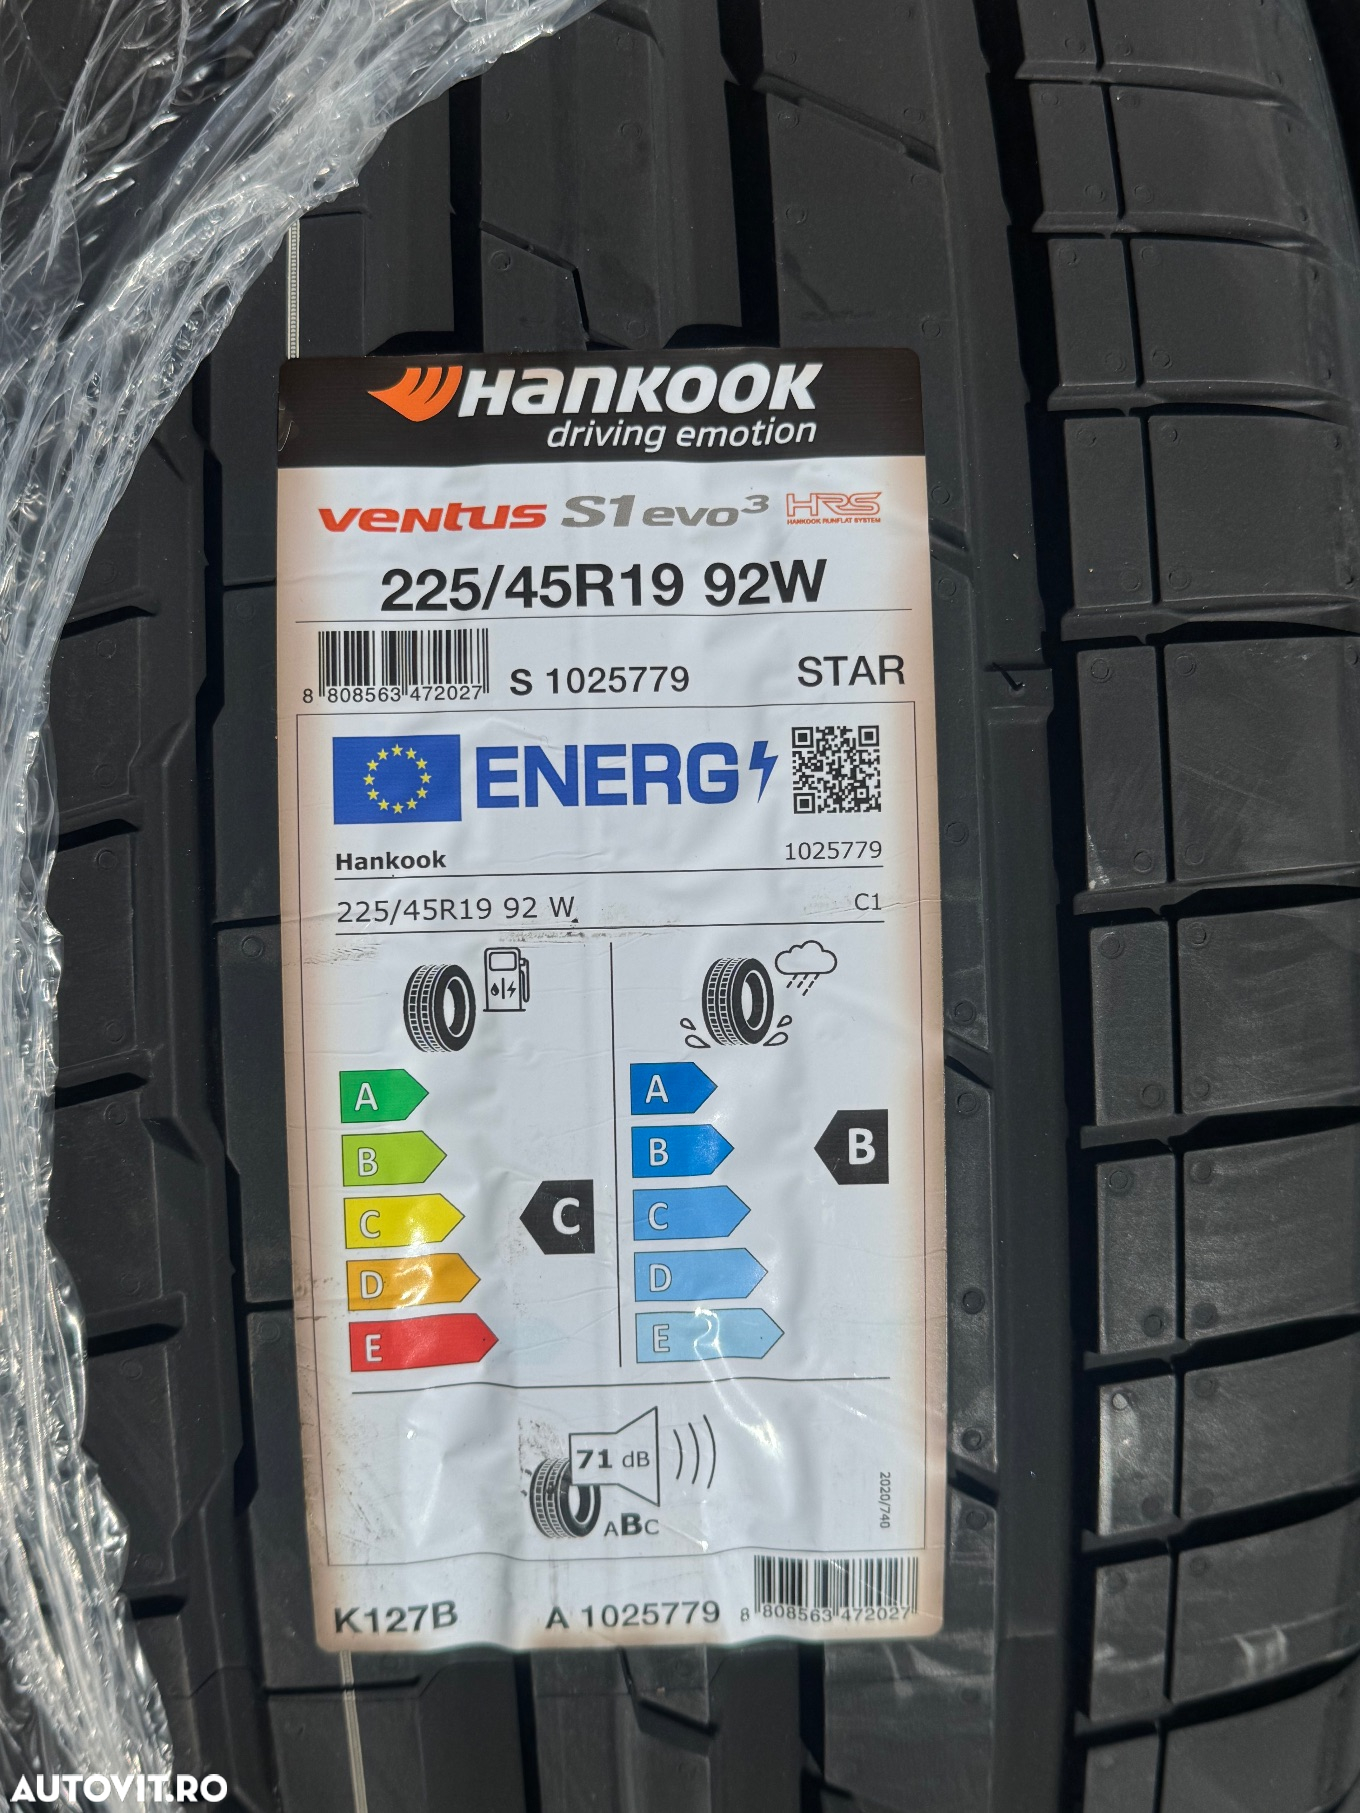 HANKOOK
driving emotion
ventus S1 evo³ HRS
HANKOOK RUNFLAT SYSTEM
225/45R19 92W
8 808563 472027 S 1025779 STAR
ENERG
Hankook 1025779
225/45R19 92 W C1
A A
B B B
C C C
D D
E E
71 dB
ABC
2020/740
K127B A 1025779 8 808563 472027
AUTOVIT.RO